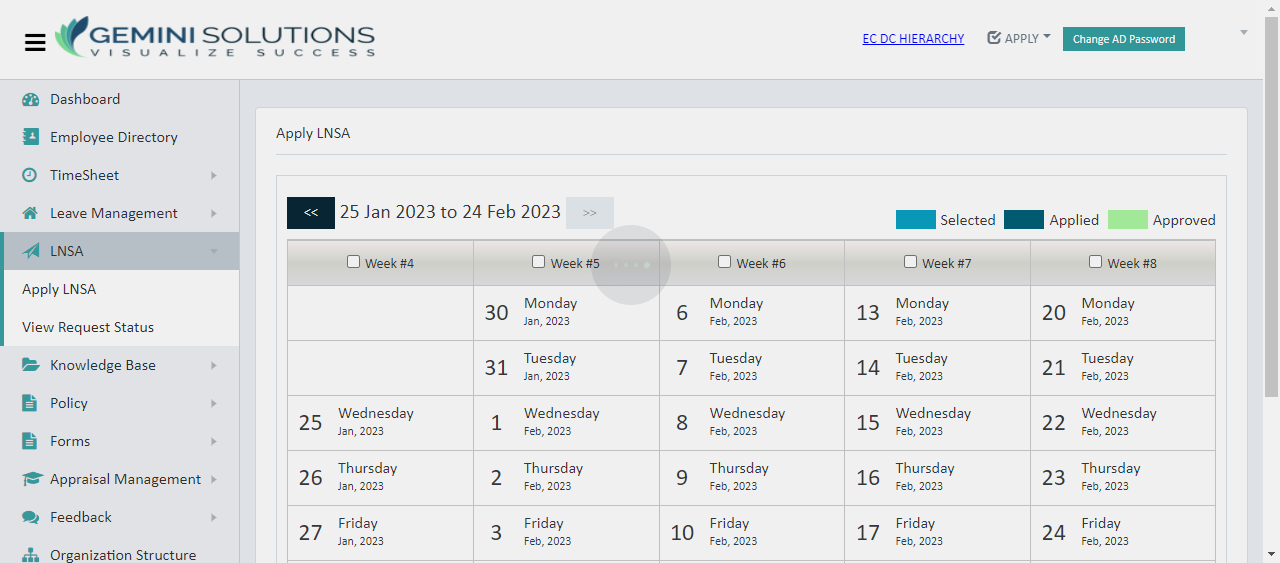 GEMINI SOLUTIONS
VISUALIZE SUCCESS
EC DC HIERARCHY
APPLY
Change AD Password
Dashboard
Employee Directory
TimeSheet
Leave Management
LNSA
Apply LNSA
View Request Status
Knowledge Base
Policy
Forms
Appraisal Management
Feedback
Organization Structure
Apply LNSA
<< 25 Jan 2023 to 24 Feb 2023 >>
Selected Applied Approved
Week #4 Week #5 Week #6 Week #7 Week #8
30 Monday Jan, 2023 6 Monday Feb, 2023 13 Monday Feb, 2023 20 Monday Feb, 2023
31 Tuesday Jan, 2023 7 Tuesday Feb, 2023 14 Tuesday Feb, 2023 21 Tuesday Feb, 2023
25 Wednesday Jan, 2023 1 Wednesday Feb, 2023 8 Wednesday Feb, 2023 15 Wednesday Feb, 2023 22 Wednesday Feb, 2023
26 Thursday Jan, 2023 2 Thursday Feb, 2023 9 Thursday Feb, 2023 16 Thursday Feb, 2023 23 Thursday Feb, 2023
27 Friday Jan, 2023 3 Friday Feb, 2023 10 Friday Feb, 2023 17 Friday Feb, 2023 24 Friday Feb, 2023